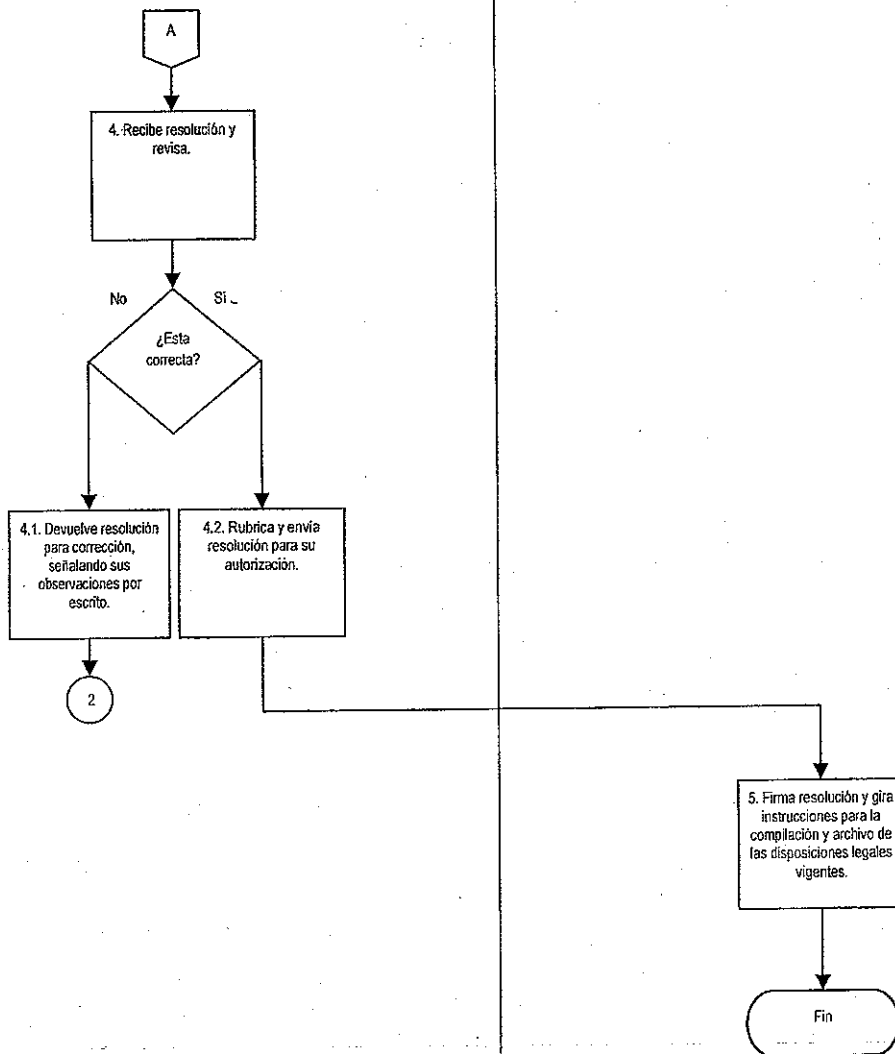 A
4. Recibe resolución y
revisa.
No
Si
¿Esta
correcta?
4.1. Devuelve resolución
para corrección,
señalando sus
observaciones por
escrito.
4.2. Rubrica y envía
resolución para su
autorización.
2
5. Firma resolución y gira
instrucciones para la
compilación y archivo de
las disposiciones legales
vigentes.
Fin